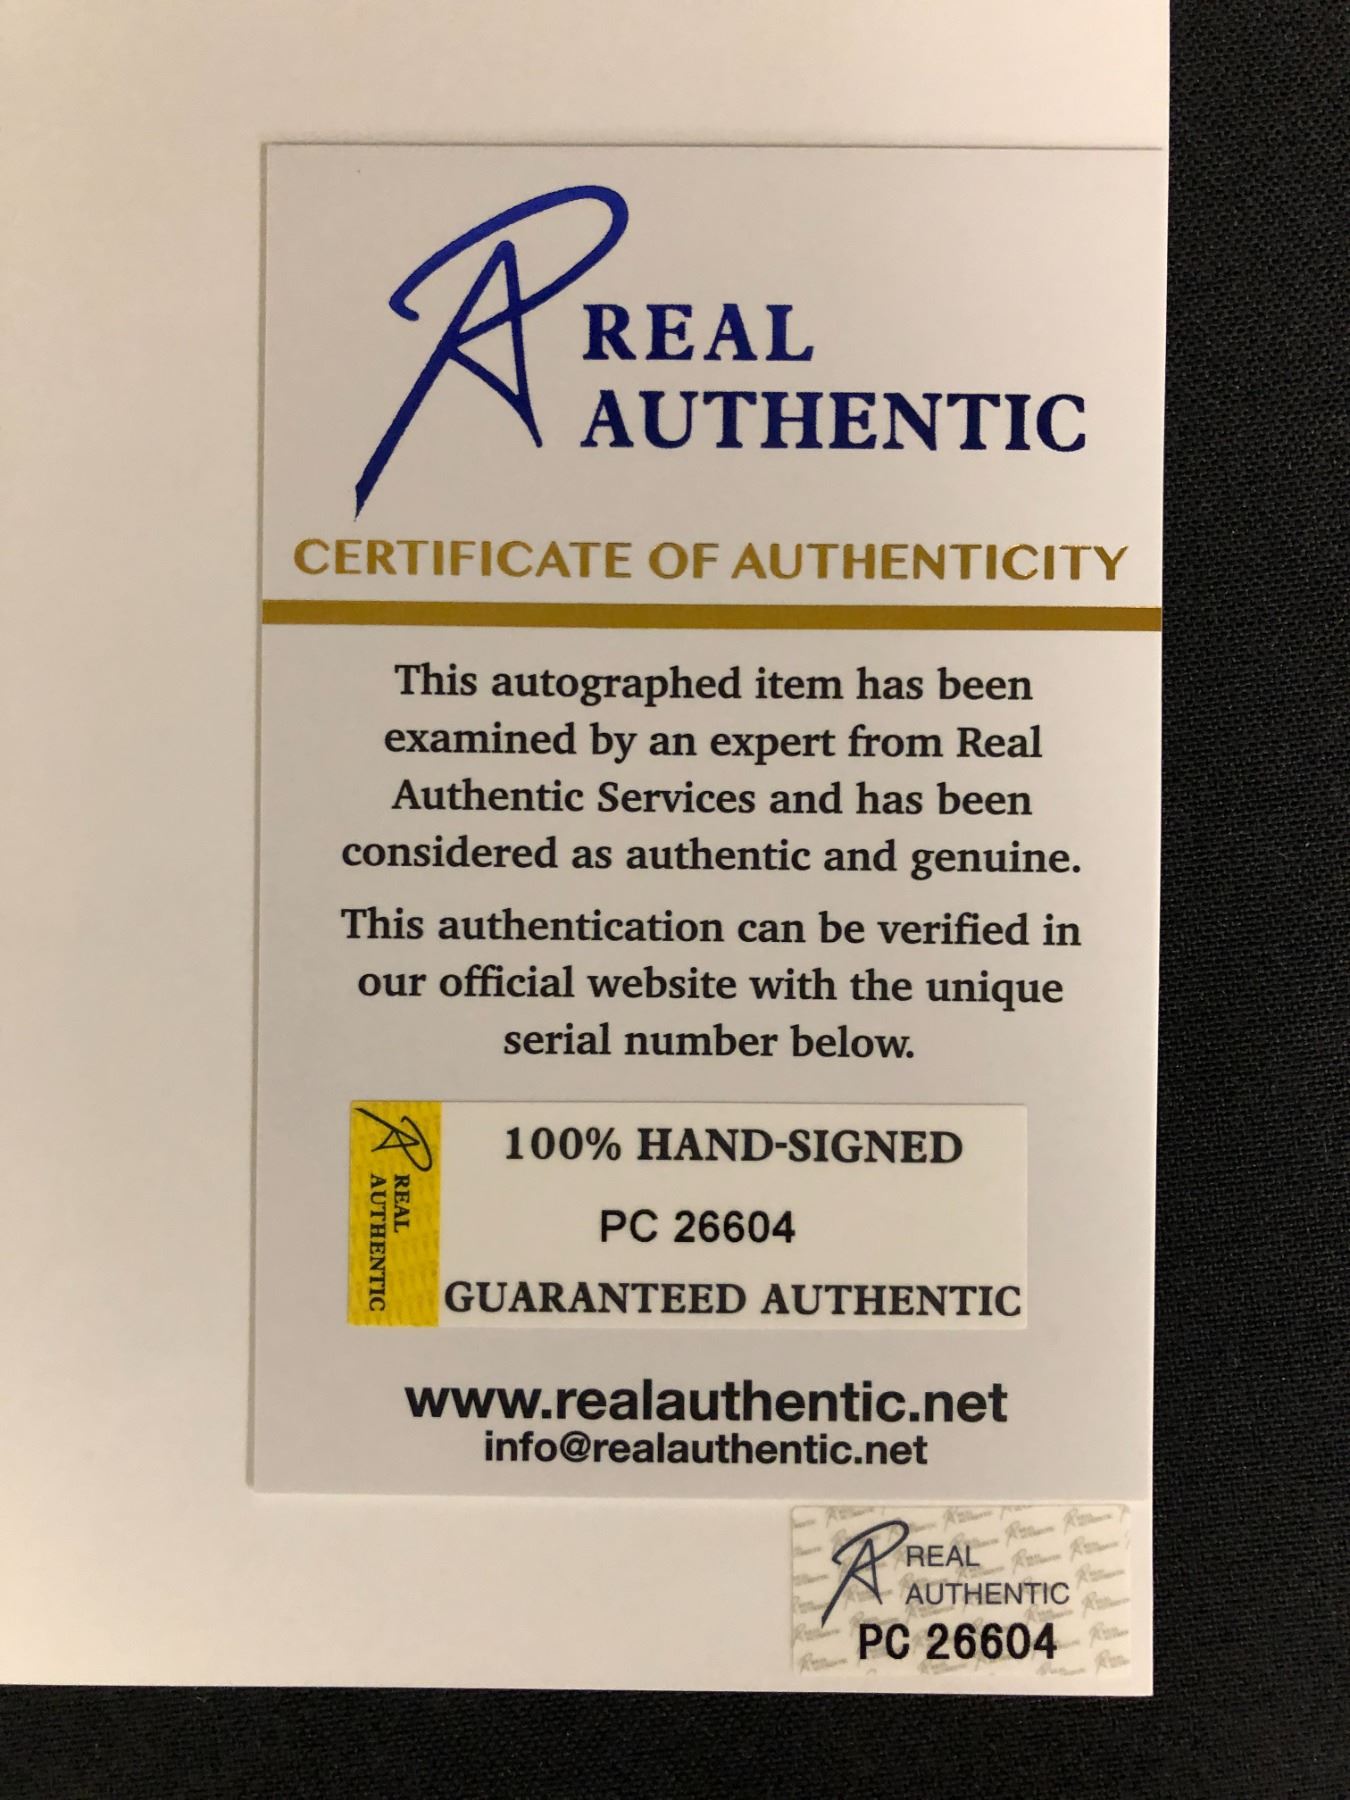 REAL
AUTHENTIC
CERTIFICATE OF AUTHENTICITY
This autographed item has been
examined by an expert from Real
Authentic Services and has been
considered as authentic and genuine.
This authentication can be verified in
our official website with the unique
serial number below.
REAL
AUTHENTIC
100% HAND-SIGNED
PC 26604
GUARANTEED AUTHENTIC
www.realauthentic.net
info@realauthentic.net
REAL
AUTHENTIC
PC 26604